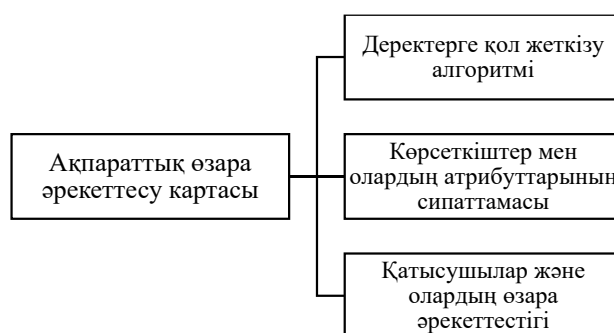 Ақпараттық өзара
әрекеттесу картасы
Деректерге қол жеткізу
алгоритмі
Көрсеткіштер мен
олардың атрибуттарының
сипаттамасы
Қатысушылар және
олардың өзара
әрекеттестігі